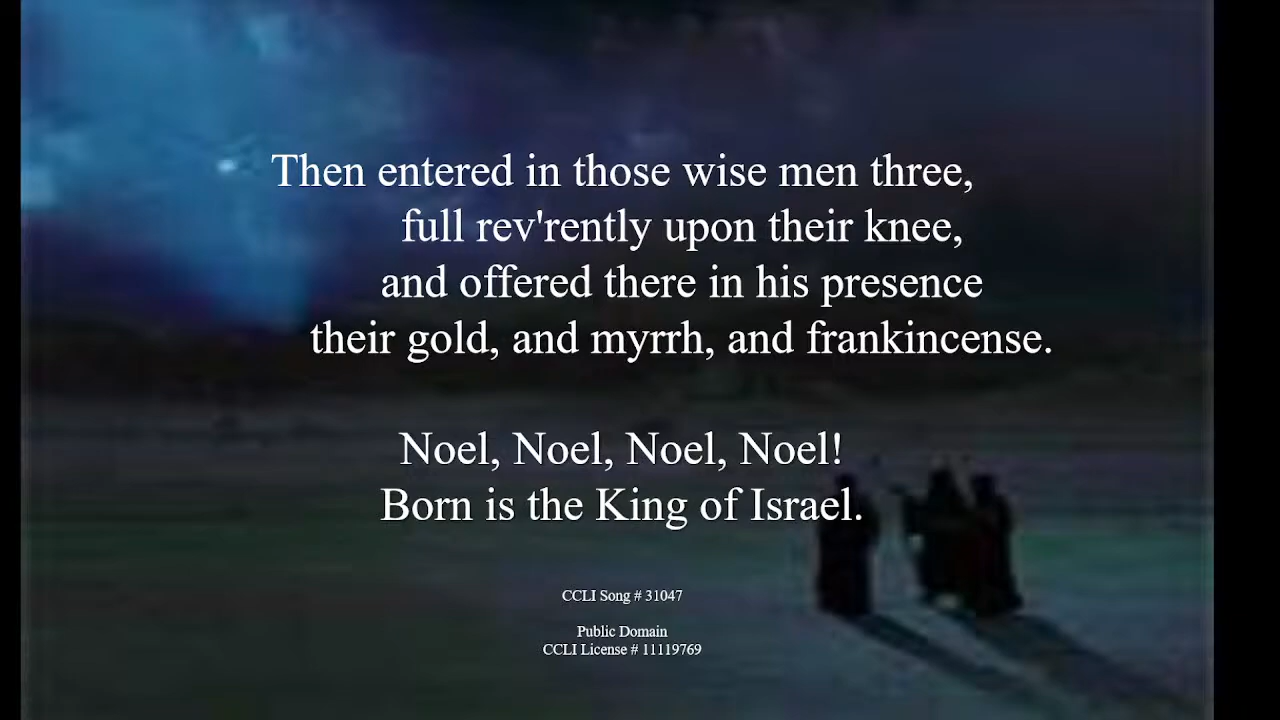 Then entered in those wise men three,
full rev'rently upon their knee,
and offered there in his presence
their gold, and myrrh, and frankincense.
Noel, Noel, Noel, Noel!
Born is the King of Israel.
CCLI Song # 31047
Public Domain
CCLI License # 11119769